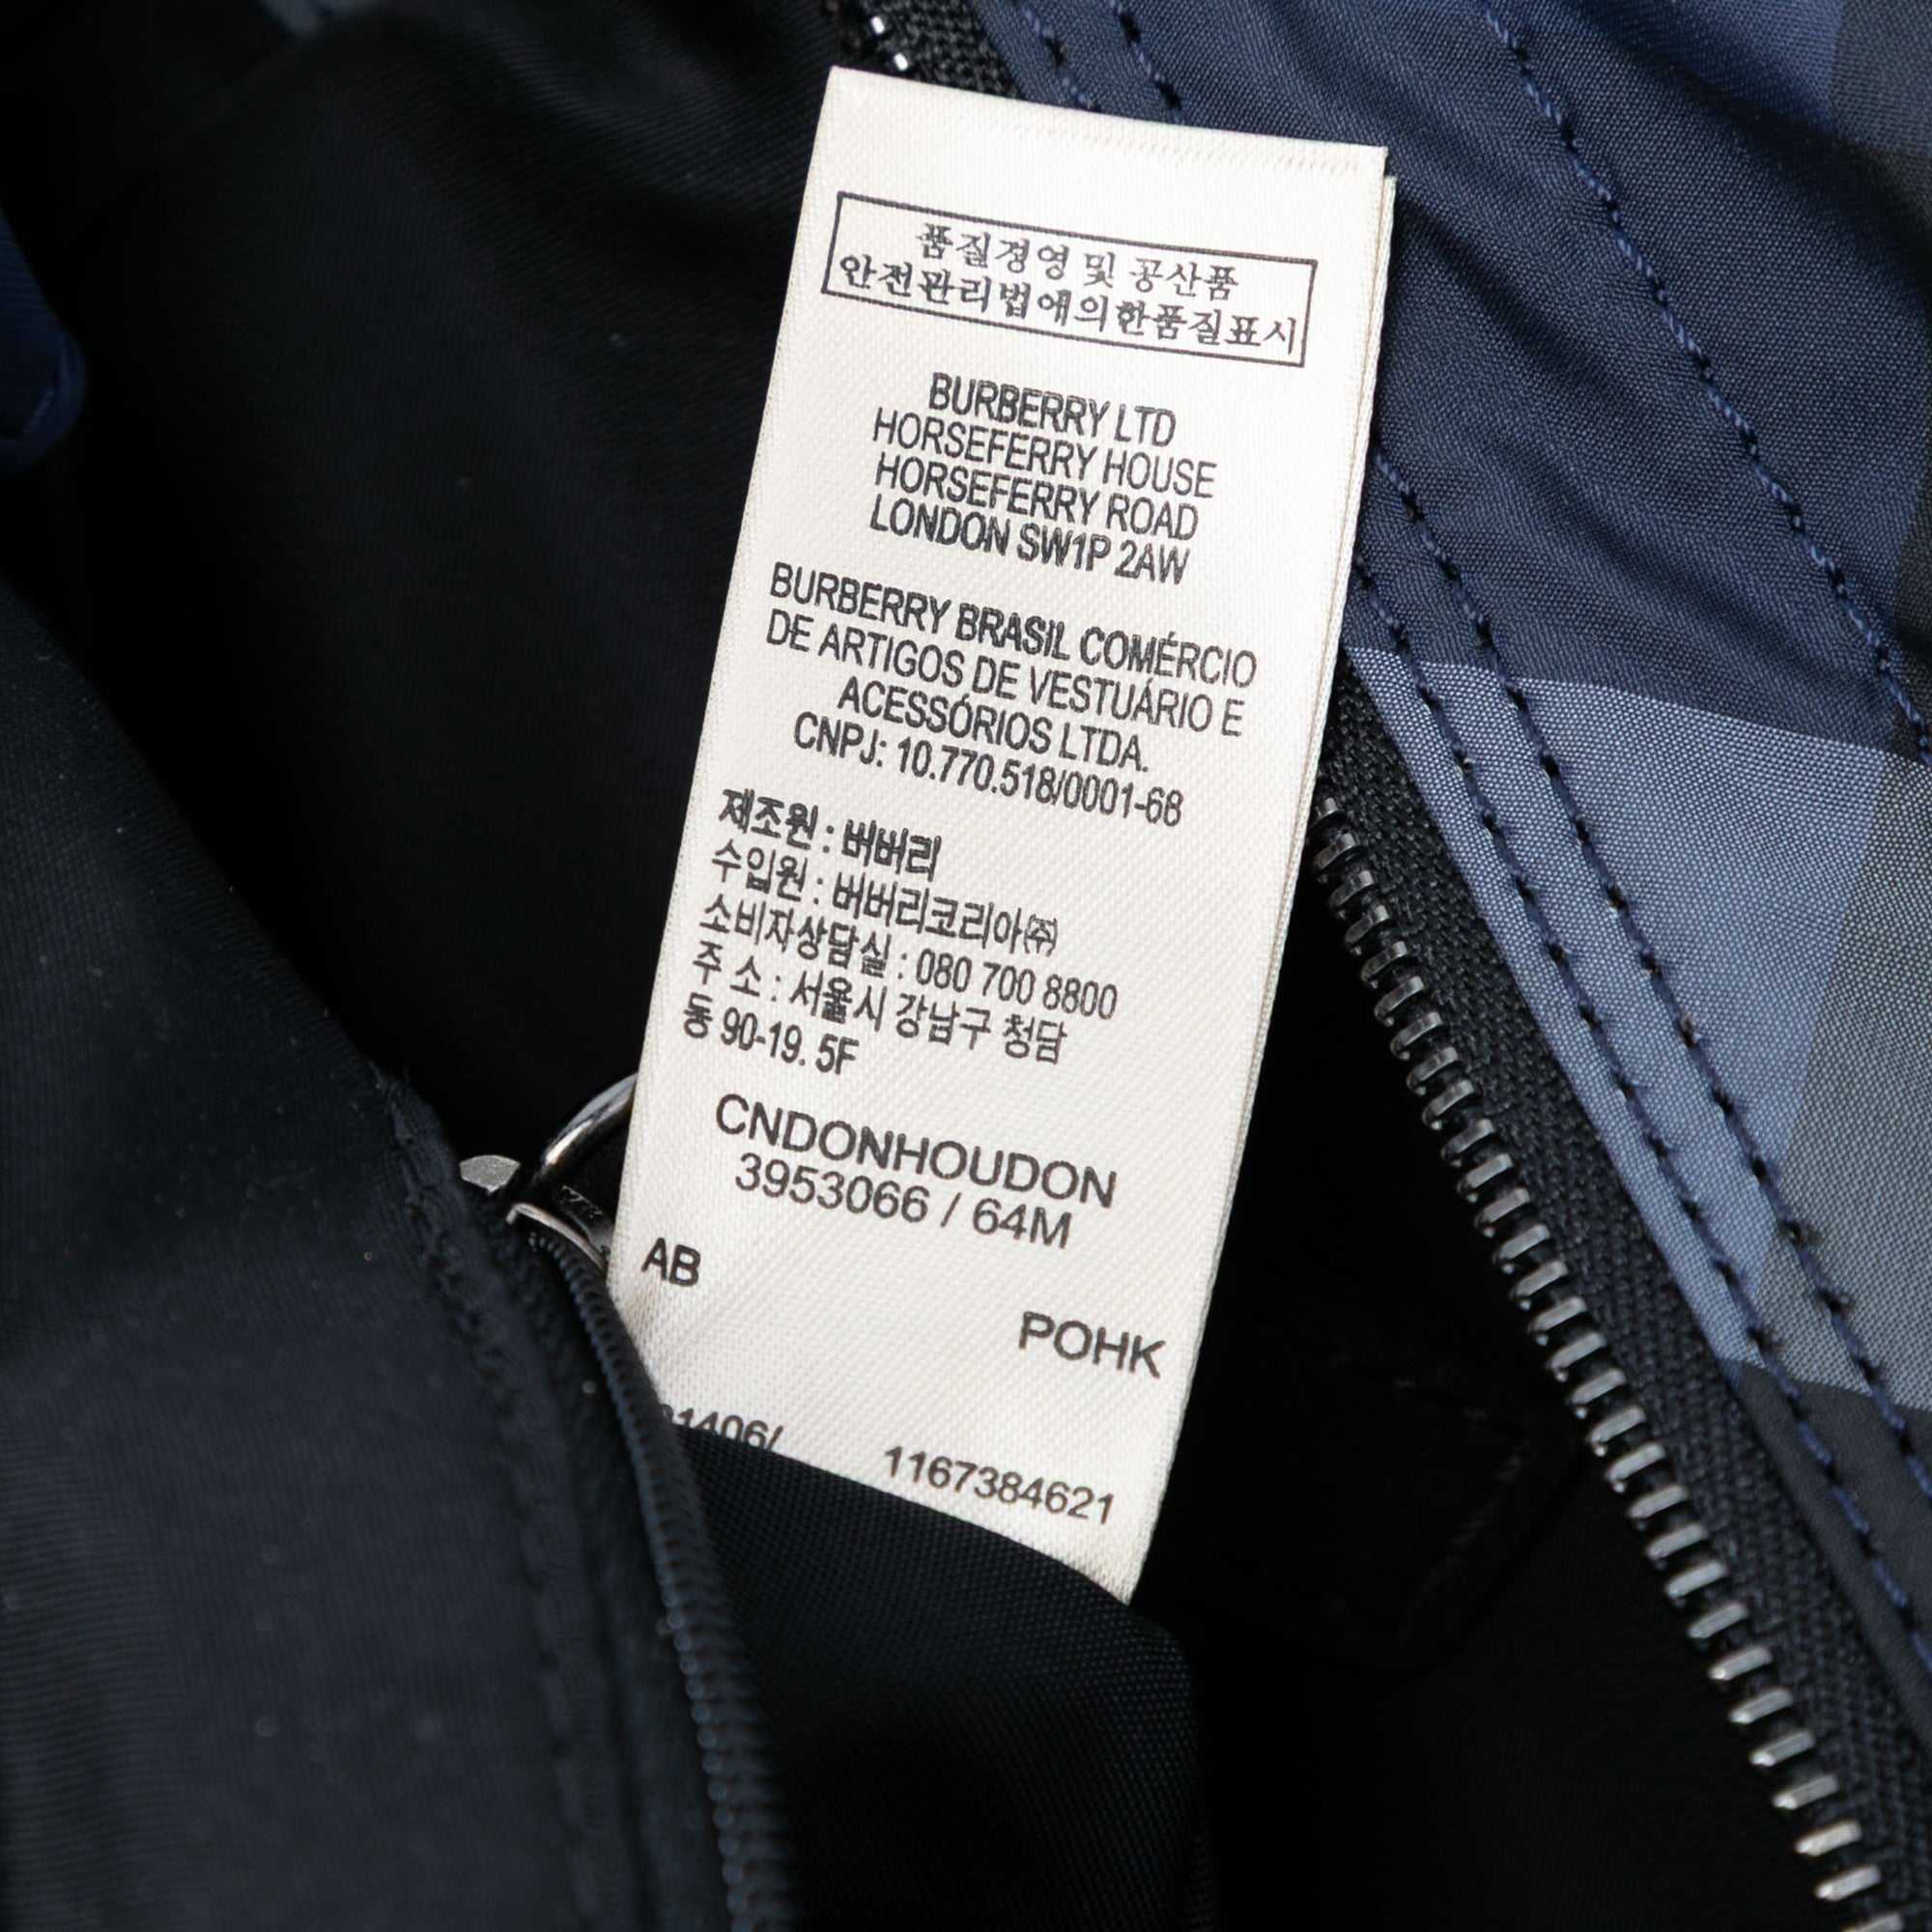 품질경영 및 공산품
안전관리법에의한품질표시
BURBERRY LTD
HORSEFERRY HOUSE
HORSEFERRY ROAD
LONDON SW1P 2AW
BURBERRY BRASIL COMÉRCIO
DE ARTIGOS DE VESTUÁRIO E
ACESSÓRIOS LTDA.
CNPJ: 10.770.518/0001-68
제조원 : 버버리
수입원 : 버버리코리아㈜
소비자상담실 : 080 700 8800
주 소 : 서울시 강남구 청담
동 90-19. 5F
CNDONHOUDON
3953066 / 64M
AB
POHK
1167384621